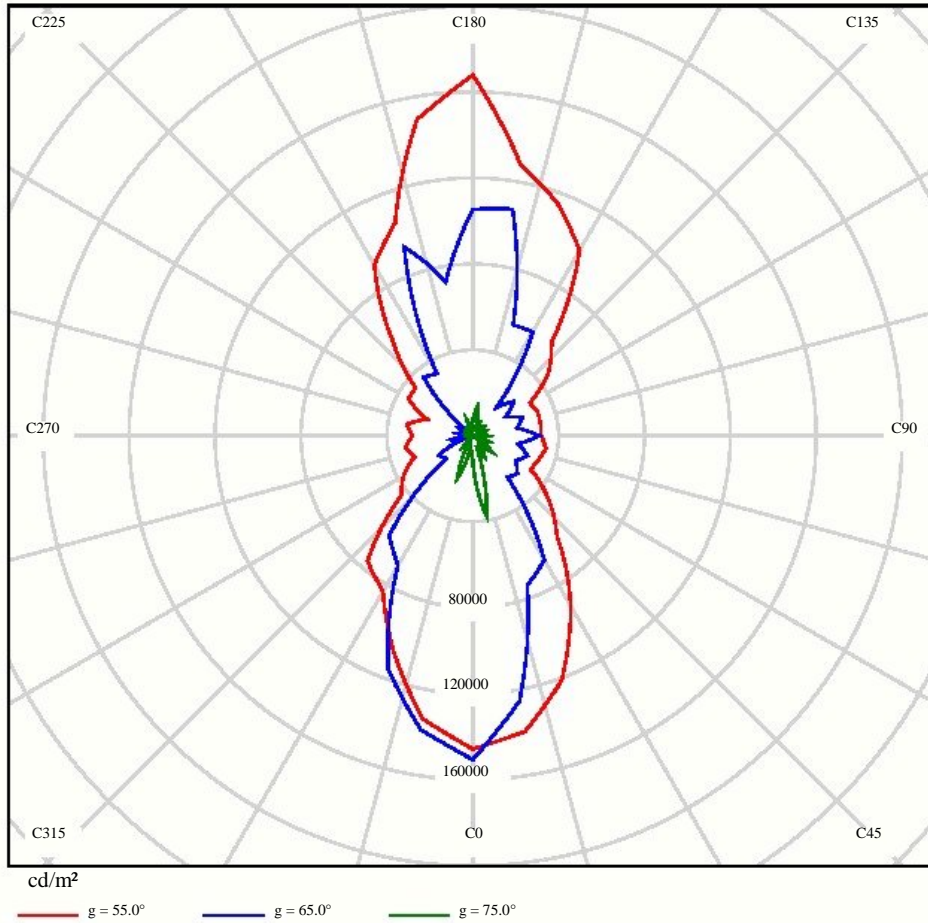 C225
C180
C135
C270
C90
80000
120000
160000
C315
C0
C45
cd/m²
g = 55.0°
g = 65.0°
g = 75.0°